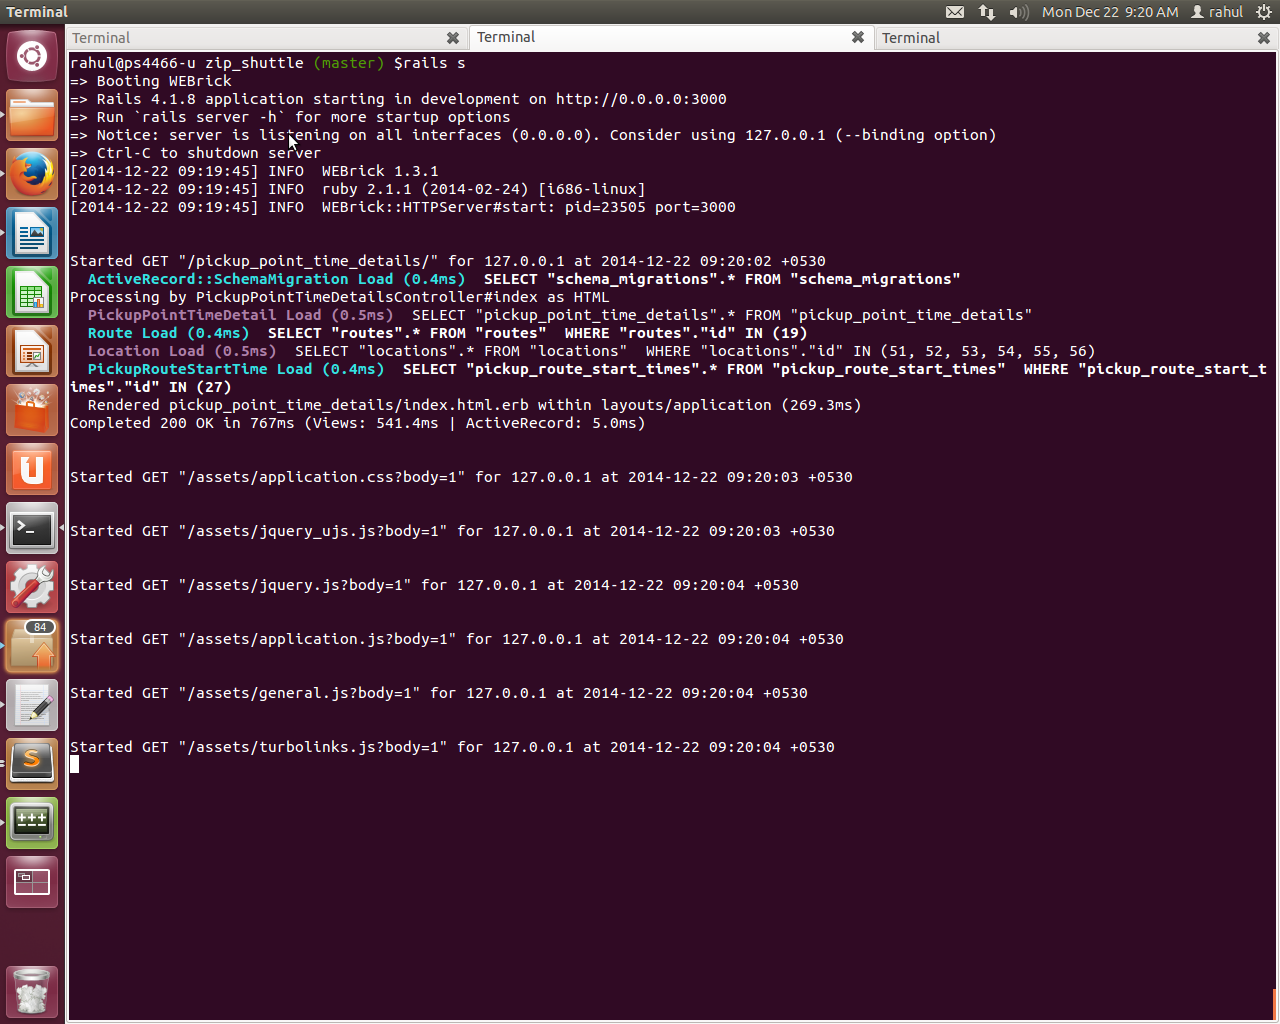 Terminal
Mon Dec 22 9:20 AM rahul
Terminal
Terminal
Terminal
rahul@ps4466-u zip_shuttle (master) $rails s
=> Booting WEBrick
=> Rails 4.1.8 application starting in development on http://0.0.0.0:3000
=> Run `rails server -h` for more startup options
=> Notice: server is listening on all interfaces (0.0.0.0). Consider using 127.0.0.1 (--binding option)
=> Ctrl-C to shutdown server
[2014-12-22 09:19:45] INFO  WEBrick 1.3.1
[2014-12-22 09:19:45] INFO  ruby 2.1.1 (2014-02-24) [i686-linux]
[2014-12-22 09:19:45] INFO  WEBrick::HTTPServer#start: pid=23505 port=3000
Started GET "/pickup_point_time_details/" for 127.0.0.1 at 2014-12-22 09:20:02 +0530
ActiveRecord::SchemaMigration Load (0.4ms)  SELECT "schema_migrations".* FROM "schema_migrations"
Processing by PickupPointTimeDetailsController#index as HTML
PickupPointTimeDetail Load (0.5ms)  SELECT "pickup_point_time_details".* FROM "pickup_point_time_details"
Route Load (0.4ms)  SELECT "routes".* FROM "routes"  WHERE "routes"."id" IN (19)
Location Load (0.5ms)  SELECT "locations".* FROM "locations"  WHERE "locations"."id" IN (51, 52, 53, 54, 55, 56)
PickupRouteStartTime Load (0.4ms)  SELECT "pickup_route_start_times".* FROM "pickup_route_start_times"  WHERE "pickup_route_start_t
imes"."id" IN (27)
Rendered pickup_point_time_details/index.html.erb within layouts/application (269.3ms)
Completed 200 OK in 767ms (Views: 541.4ms | ActiveRecord: 5.0ms)
Started GET "/assets/application.css?body=1" for 127.0.0.1 at 2014-12-22 09:20:03 +0530
Started GET "/assets/jquery_ujs.js?body=1" for 127.0.0.1 at 2014-12-22 09:20:03 +0530
Started GET "/assets/jquery.js?body=1" for 127.0.0.1 at 2014-12-22 09:20:04 +0530
Started GET "/assets/application.js?body=1" for 127.0.0.1 at 2014-12-22 09:20:04 +0530
Started GET "/assets/general.js?body=1" for 127.0.0.1 at 2014-12-22 09:20:04 +0530
Started GET "/assets/turbolinks.js?body=1" for 127.0.0.1 at 2014-12-22 09:20:04 +0530
84